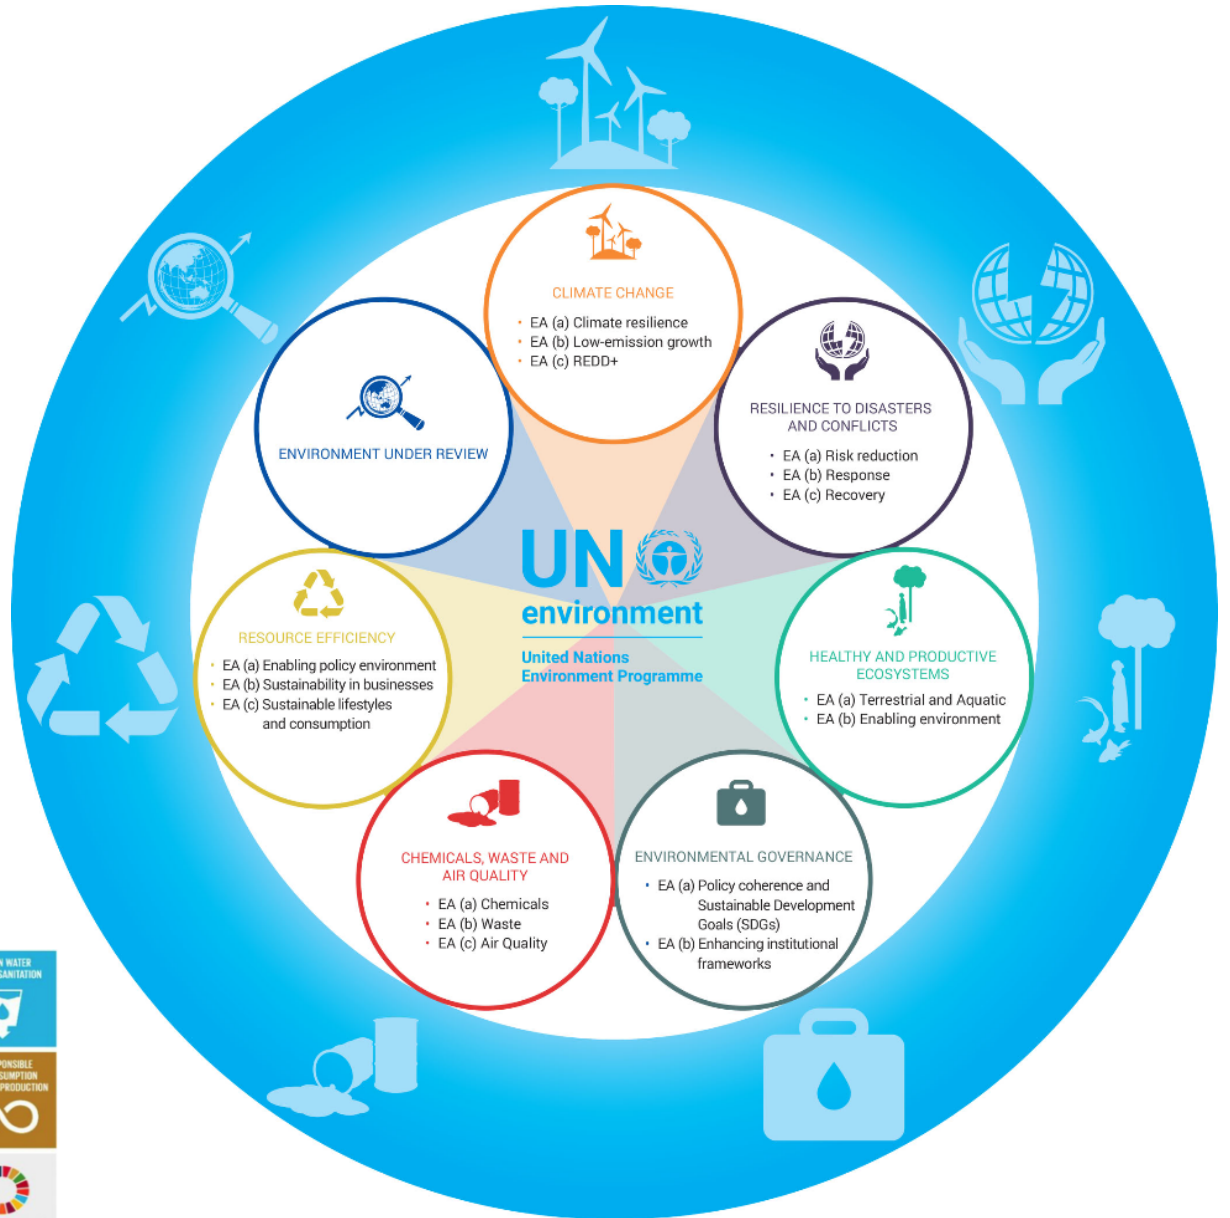 CLIMATE CHANGE
• EA (a) Climate resilience
• EA (b) Low-emission growth
• EA (c) REDD+
RESILIENCE TO DISASTERS
AND CONFLICTS
• EA (a) Risk reduction
• EA (b) Response
• EA (c) Recovery
ENVIRONMENT UNDER REVIEW
UN
environment
United Nations
Environment Programme
RESOURCE EFFICIENCY
• EA (a) Enabling policy environment
• EA (b) Sustainability in businesses
• EA (c) Sustainable lifestyles
and consumption
HEALTHY AND PRODUCTIVE
ECOSYSTEMS
• EA (a) Terrestrial and Aquatic
• EA (b) Enabling environment
CHEMICALS, WASTE AND
AIR QUALITY
• EA (a) Chemicals
• EA (b) Waste
• EA (c) Air Quality
ENVIRONMENTAL GOVERNANCE
• EA (a) Policy coherence and
Sustainable Development
Goals (SDGs)
• EA (b) Enhancing institutional
frameworks
WATER
SANITATION
PRODUCTION